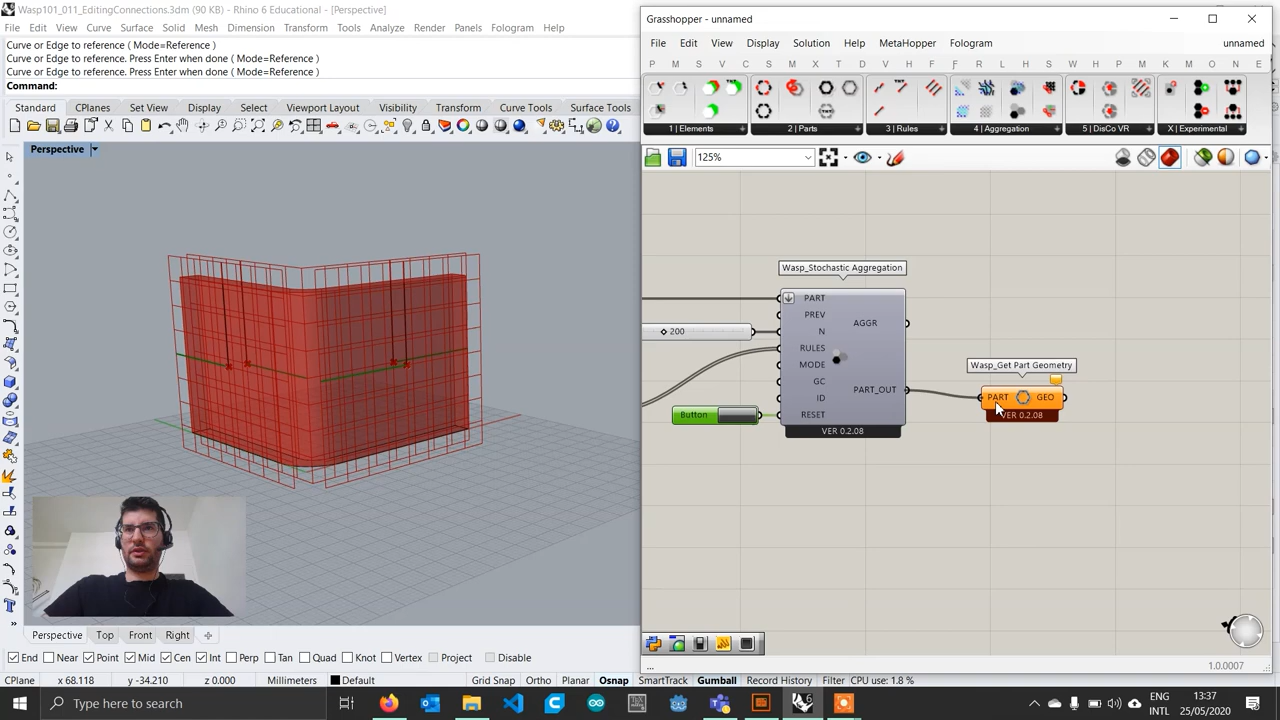 Wasp101_011_EditingConnections.3dm (90 KB) - Rhino 6 Educational - [Perspective]
File Edit View Curve Surface Solid Mesh Dimension Transform Tools Analyze Render Panels Fologram Help
Curve or Edge to reference ( Mode=Reference )
Curve or Edge to reference. Press Enter when done ( Mode=Reference )
Curve or Edge to reference. Press Enter when done ( Mode=Reference )
Command:
Standard CPlanes Set View Display Select Viewport Layout Visibility Transform Curve Tools Surface Tools
Perspective
Grasshopper - unnamed
File Edit View Display Solution Help MetaHopper Fologram unnamed
P M S V C S I M T D V H F R L H S W D V K M O N E
1 | Elements 2 | Parts 3 | Rules 4 | Aggregation 5 | DisCo VR X | Experimental
125%
Wasp_Stochastic Aggregation
PART
PREV
N
RULES
MODE
GC
ID
RESET
AGGR
PART_OUT
VER 0.2.08
200
Button
Wasp_Get Part Geometry
PART GEO
VER 0.2.08
...
1.0.0007
Perspective Top Front Right
End Near Point Mid Cen Int Perp Tan Quad Knot Vertex Project Disable
CPlane x 68.118 y -34.210 z 0.000 Millimeters Default Grid Snap Ortho Planar Osnap SmartTrack Gumball Record History Filter CPU use: 1.8 %
Type here to search
ENG
INTL
13:37
25/05/2020